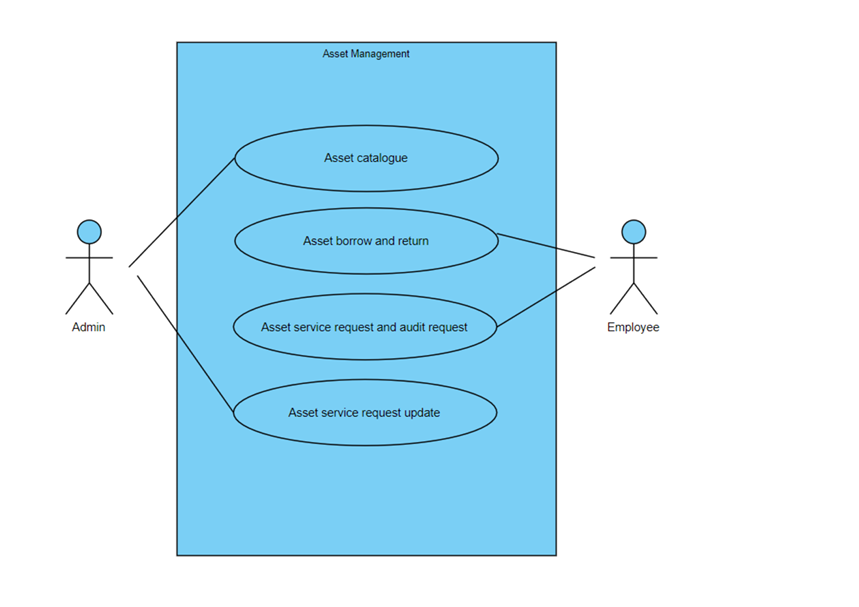 Asset Management
Asset catalogue
Asset borrow and return
Asset service request and audit request
Asset service request update
Admin
Employee